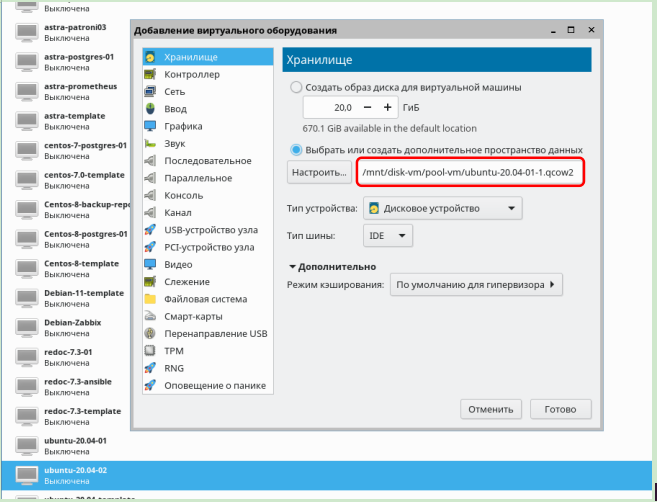 Выключена
astra-patroni03
Выключена
astra-postgres-01
Выключена
astra-prometheus
Выключена
astra-template
Выключена
centos-7-postgres-01
Выключена
centos-7.0-template
Выключена
Centos-8-backup-repo
Выключена
Centos-8-postgres-01
Выключена
Centos-8-template
Выключена
Debian-11-template
Выключена
Debian-Zabbix
Выключена
redoc-7.3-01
Выключена
redoc-7.3-ansible
Выключена
redoc-7.3-template
Выключена
ubuntu-20.04-01
Выключена
ubuntu-20.04-02
Выключена
ubuntu-20.04-template
Добавление виртуального оборудования
Хранилище
Контроллер
Сеть
Ввод
Графика
Звук
Последовательное
Параллельное
Консоль
Канал
USB-устройство узла
PCI-устройство узла
Видео
Слежение
Файловая система
Смарт-карты
Перенаправление USB
TPM
RNG
Оповещение о панике
Хранилище
Создать образ диска для виртуальной машины
20,0 − + ГиБ
670.1 GiB available in the default location
Выбрать или создать дополнительное пространство данных
Настроить... /mnt/disk-vm/pool-vm/ubuntu-20.04-01-1.qcow2
Тип устройства: Дисковое устройство
Тип шины: IDE
Дополнительно
Режим кэширования: По умолчанию для гипервизора
Отменить Готово